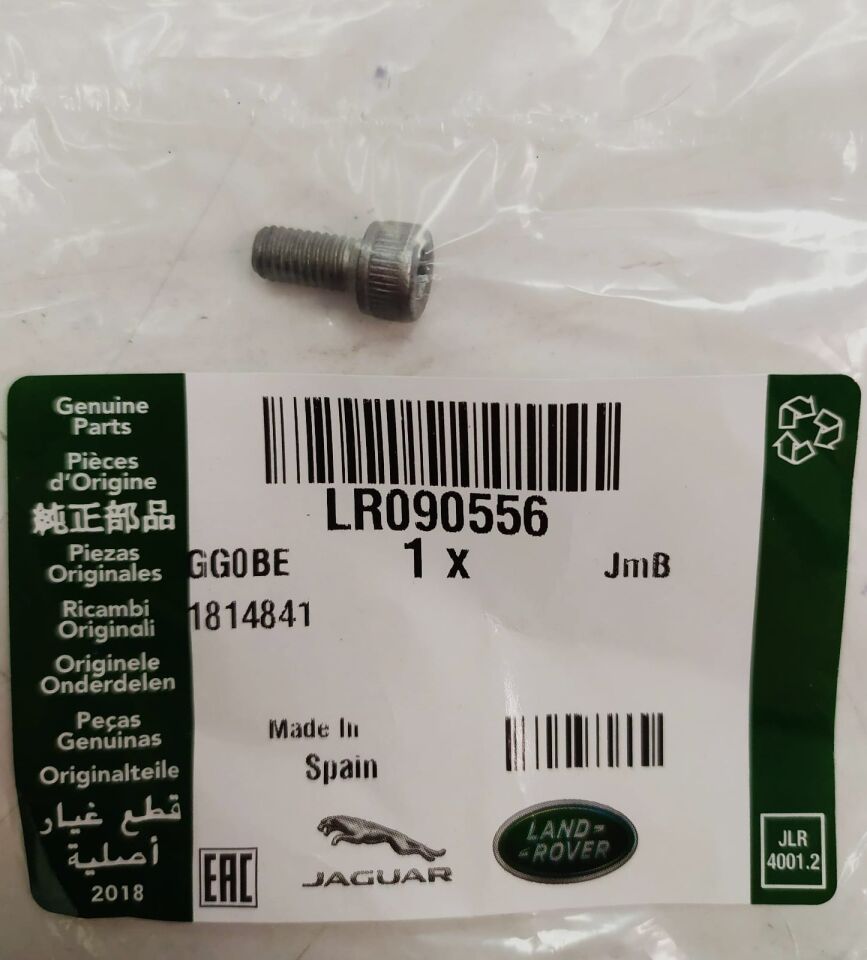 Genuine
Parts
Pièces
d'Origine
純正部品
Piezas
Originales
Ricambi
Originali
Originele
Onderdelen
Peças
Genuinas
Originalteile
قطع غيار
أصلية
2018
LR090556
GG0BE 1 x JmB
1814841
Made In
Spain
EAC
JAGUAR
LAND-
-ROVER
JLR
4001.2